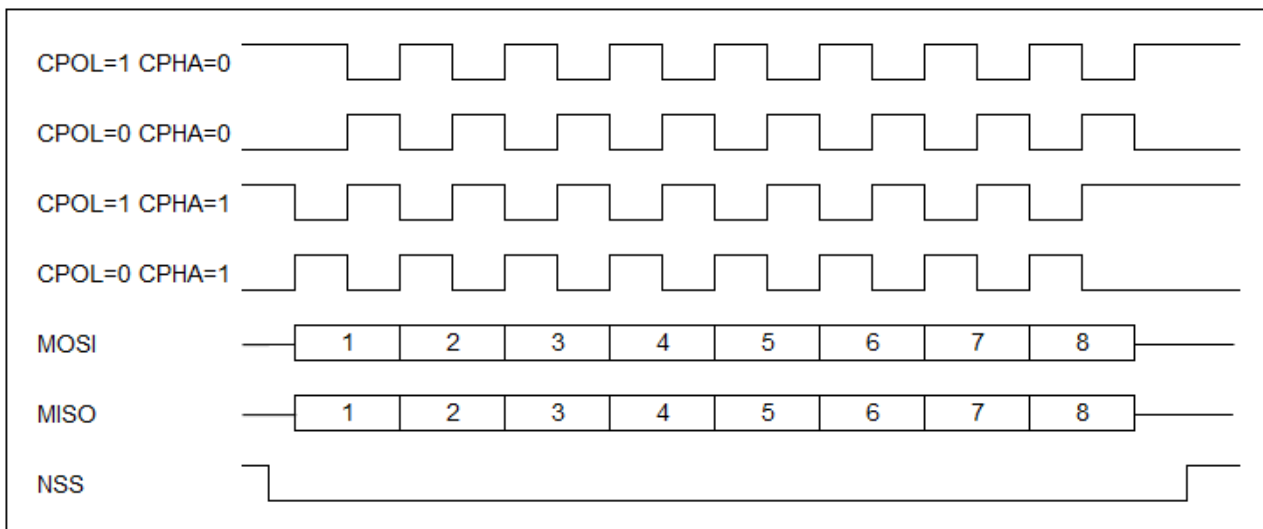 CPOL=1 CPHA=0
CPOL=0 CPHA=0
CPOL=1 CPHA=1
CPOL=0 CPHA=1
MOSI 1 2 3 4 5 6 7 8
MISO 1 2 3 4 5 6 7 8
NSS